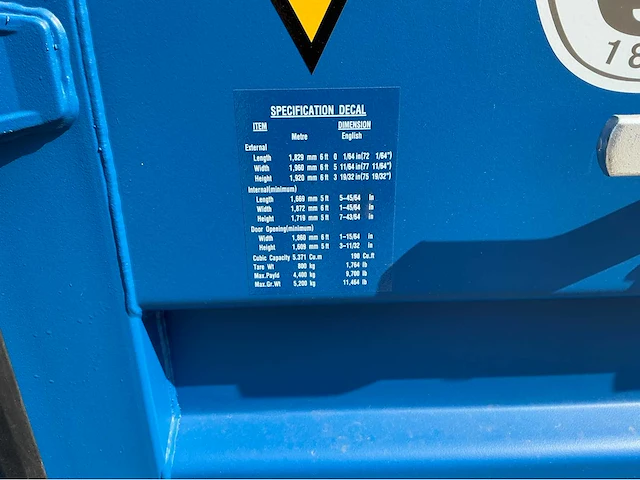 18
SPECIFICATION DECAL
ITEM DIMENSION
Metre English
External
Length 1,829 mm 6 ft 0 1/64 in(72 1/64")
Width 1,960 mm 6 ft 5 11/64 in(77 11/64")
Height 1,920 mm 6 ft 3 19/32 in(75 19/32")
Internal(minimum)
Length 1,669 mm 5 ft 5-45/64 in
Width 1,872 mm 6 ft 1-45/64 in
Height 1,719 mm 5 ft 7-43/64 in
Door Opening(minimum)
Width 1,860 mm 6 ft 1-15/64 in
Height 1,609 mm 5 ft 3-11/32 in
Cubic Capacity 5.371 Cu.m 190 Cu.ft
Tare Wt 800 kg 1,764 lb
Max.Payld 4,400 kg 9,700 lb
Max.Gr.Wt 5,200 kg 11,464 lb